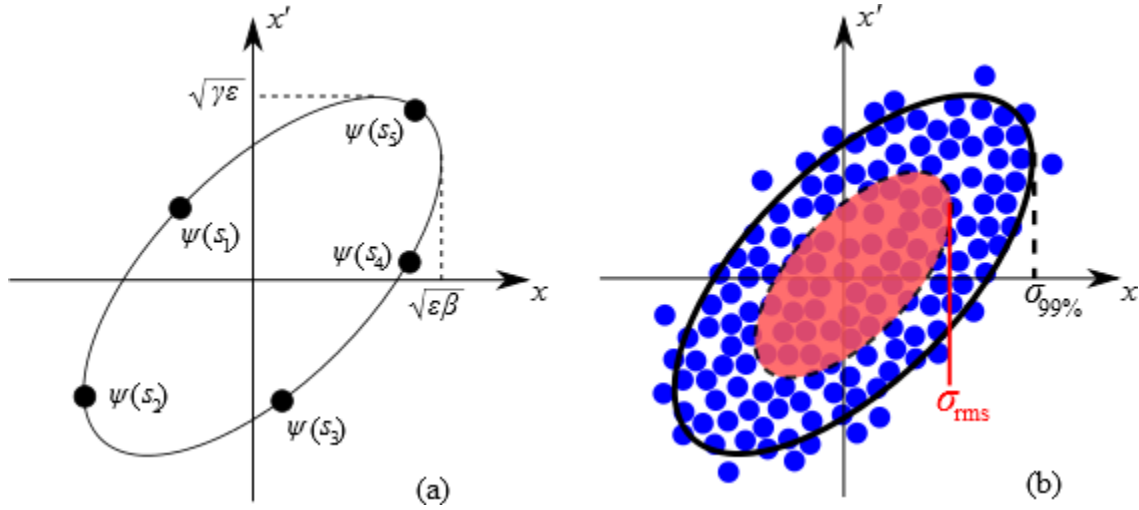 x′
√γε
ψ(s₅)
ψ(s₁)
ψ(s₄)
x
√εβ
ψ(s₂)
ψ(s₃)
(a)
x′
x
σ99%
σrms
(b)